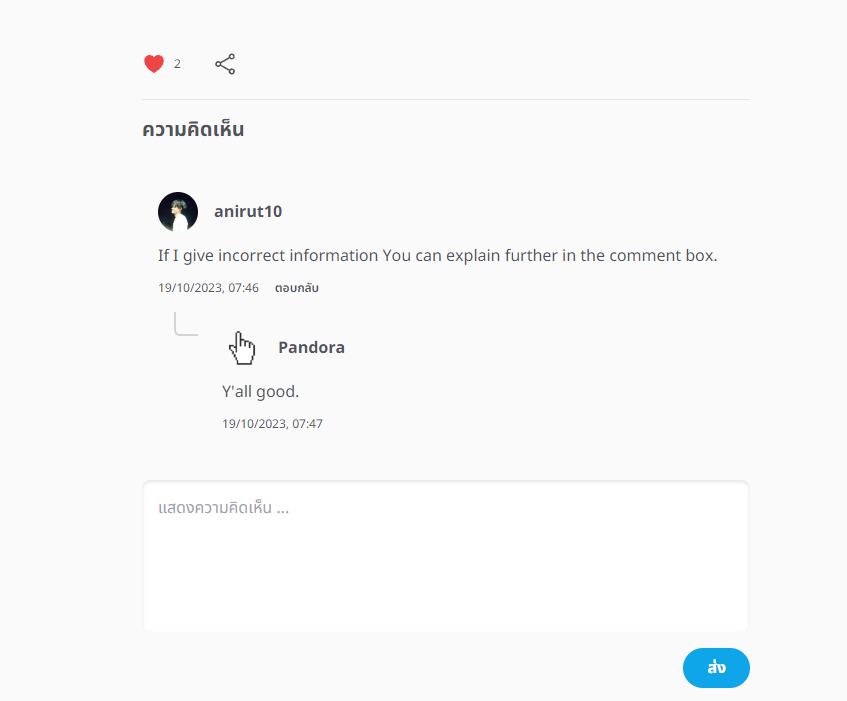 2
ความคิดเห็น
anirut10
If I give incorrect information You can explain further in the comment box.
19/10/2023, 07:46 ตอบกลับ
Pandora
Y'all good.
19/10/2023, 07:47
แสดงความคิดเห็น ...
ส่ง